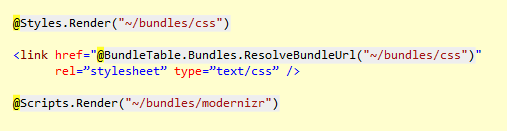 @Styles.Render("~/bundles/css")
<link href="@BundleTable.Bundles.ResolveBundleUrl("~/bundles/css")"
rel=”stylesheet” type=”text/css” />
@Scripts.Render("~/bundles/modernizr")